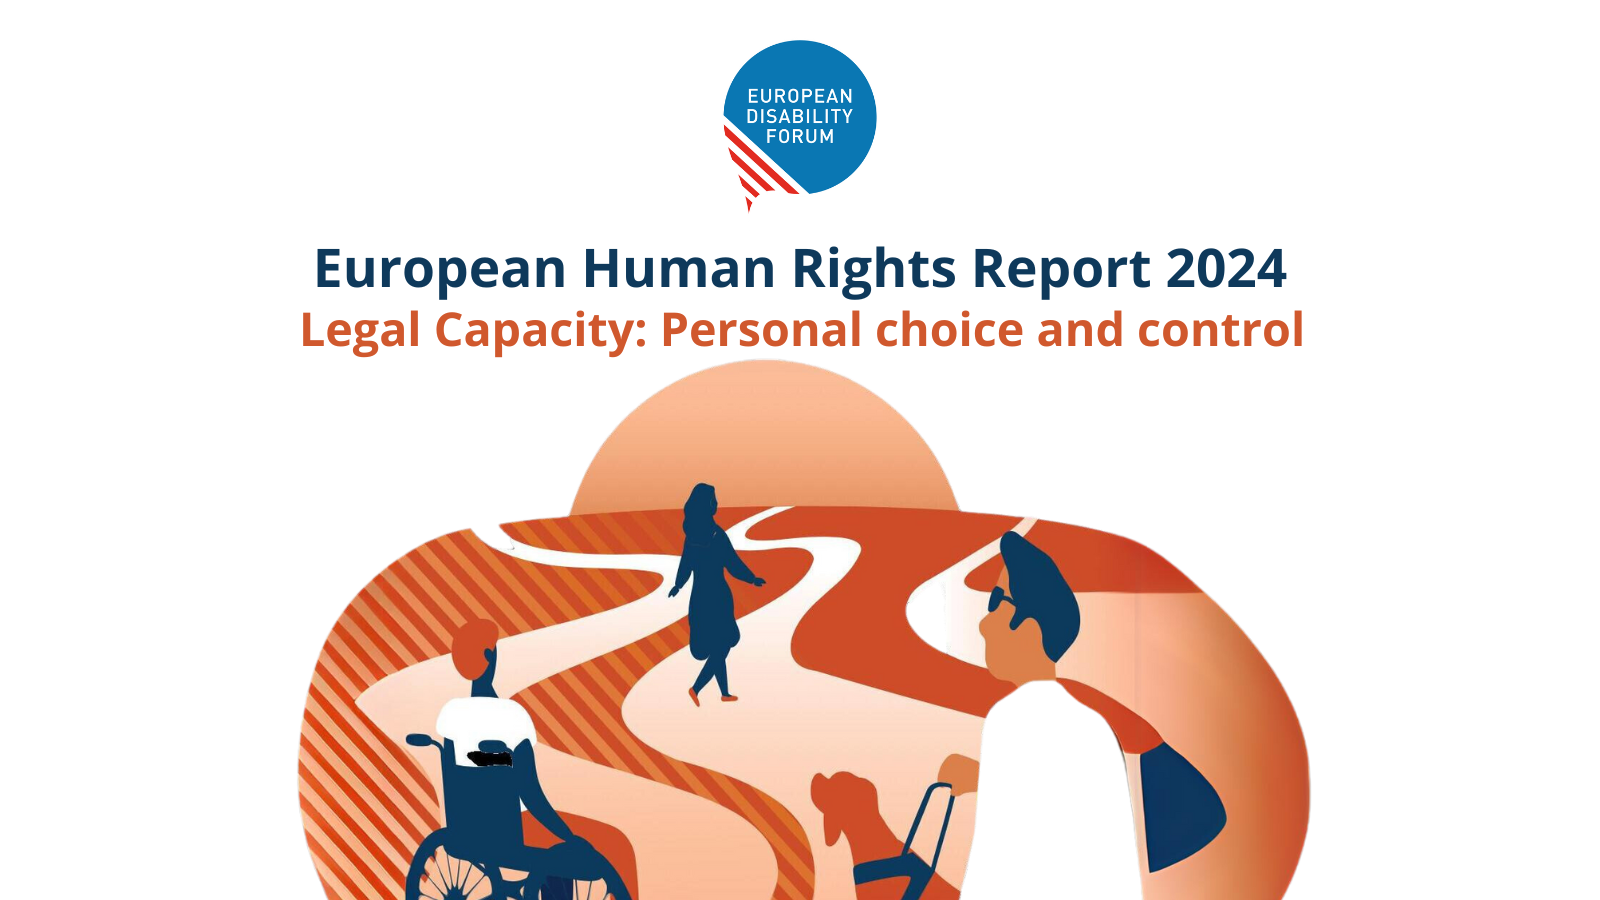 EUROPEAN
DISABILITY
FORUM
European Human Rights Report 2024
Legal Capacity: Personal choice and control